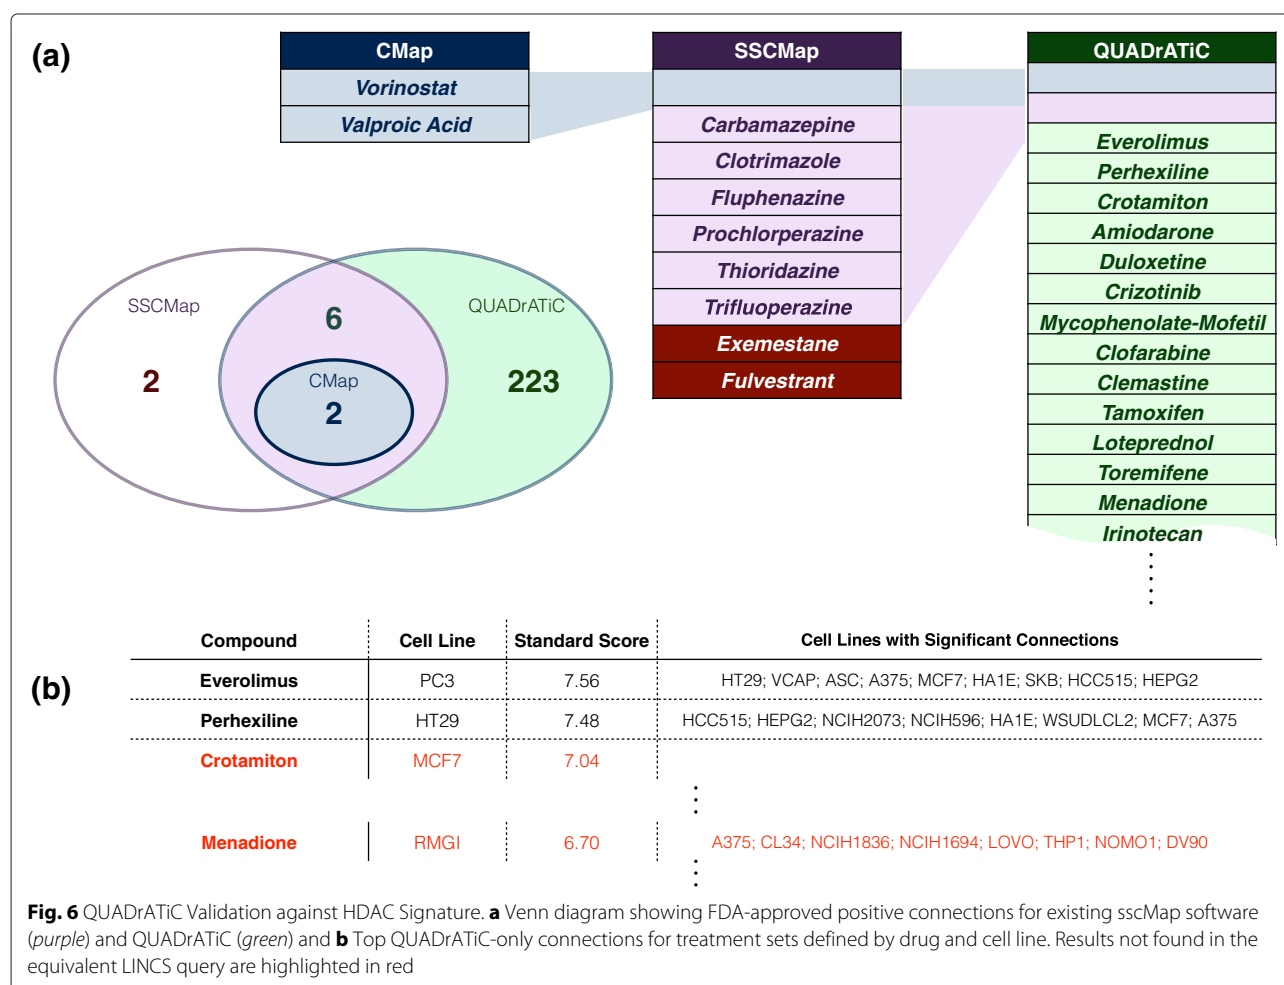 (a)
CMap
Vorinostat
Valproic Acid
SSCMap
Carbamazepine
Clotrimazole
Fluphenazine
Prochlorperazine
Thioridazine
Trifluoperazine
Exemestane
Fulvestrant
QUADrATiC
Everolimus
Perhexiline
Crotamiton
Amiodarone
Duloxetine
Crizotinib
Mycophenolate-Mofetil
Clofarabine
Clemastine
Tamoxifen
Loteprednol
Toremifene
Menadione
Irinotecan
SSCMap
2
6
CMap
2
QUADrATiC
223
(b)
Compound Cell Line Standard Score Cell Lines with Significant Connections
Everolimus PC3 7.56 HT29; VCAP; ASC; A375; MCF7; HA1E; SKB; HCC515; HEPG2
Perhexiline HT29 7.48 HCC515; HEPG2; NCIH2073; NCIH596; HA1E; WSUDLCL2; MCF7; A375
Crotamiton MCF7 7.04
Menadione RMGI 6.70 A375; CL34; NCIH1836; NCIH1694; LOVO; THP1; NOMO1; DV90
Fig. 6 QUADrATiC Validation against HDAC Signature. a Venn diagram showing FDA-approved positive connections for existing sscMap software
(purple) and QUADrATiC (green) and b Top QUADrATiC-only connections for treatment sets defined by drug and cell line. Results not found in the
equivalent LINCS query are highlighted in red